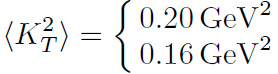 ⟨K_T^2⟩ = { 0.20 GeV^2
0.16 GeV^2